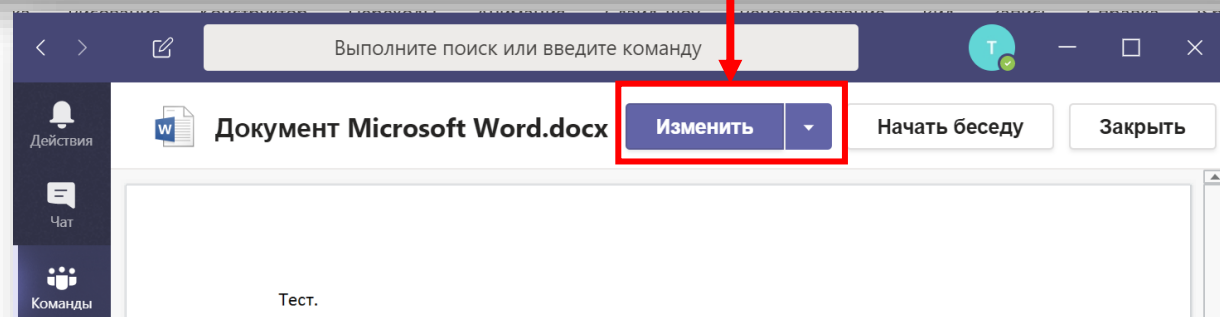 Выполните поиск или введите команду
T
Действия
W Документ Microsoft Word.docx Изменить Начать беседу Закрыть
Чат
Команды
Тест.